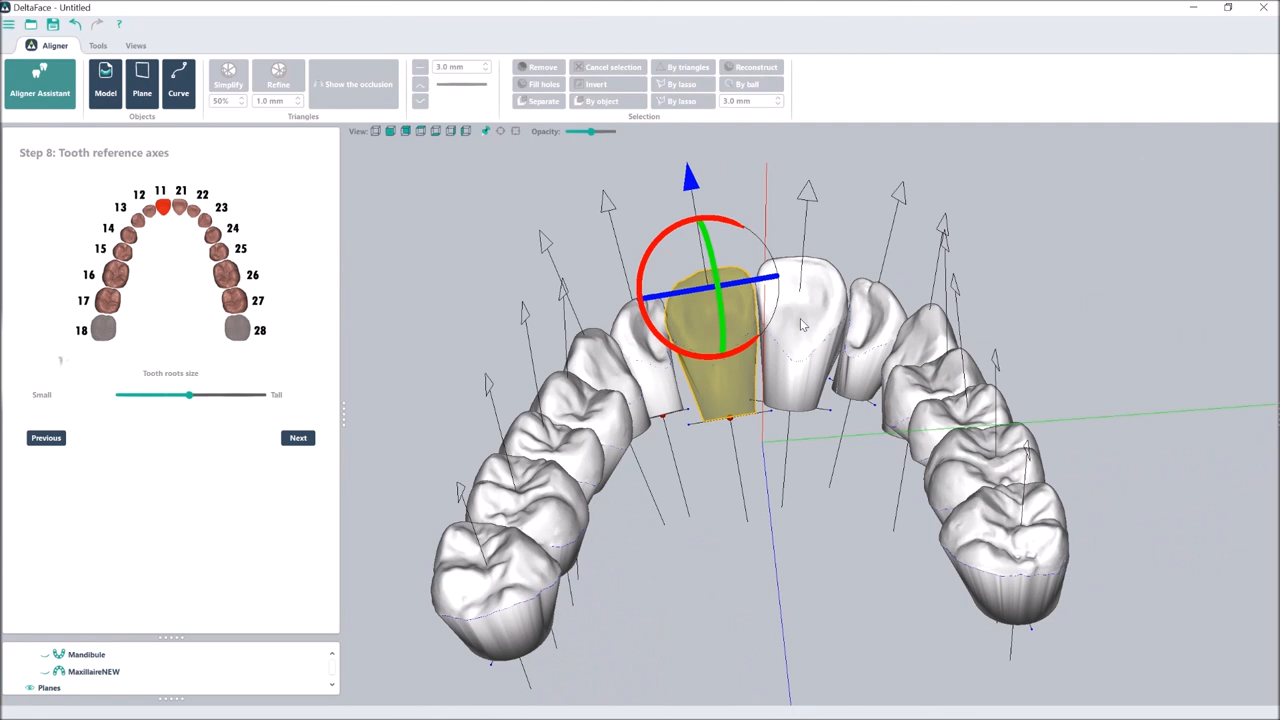 DeltaFace - Untitled
?
Aligner Tools Views
Aligner Assistant
Model Plane Curve
Objects
Simplify Refine
50% 1.0 mm
Triangles
Show the occlusion
3.0 mm
Remove Cancel selection By triangles Reconstruct
Fill holes Invert By lasso By ball
Separate By object By lasso 3.0 mm
Selection
View: Opacity:
Step 8: Tooth reference axes
11 21
12 22
13 23
14 24
15 25
16 26
17 27
18 28
Tooth roots size
Small Tall
Previous Next
Mandibule
MaxillaireNEW
Planes